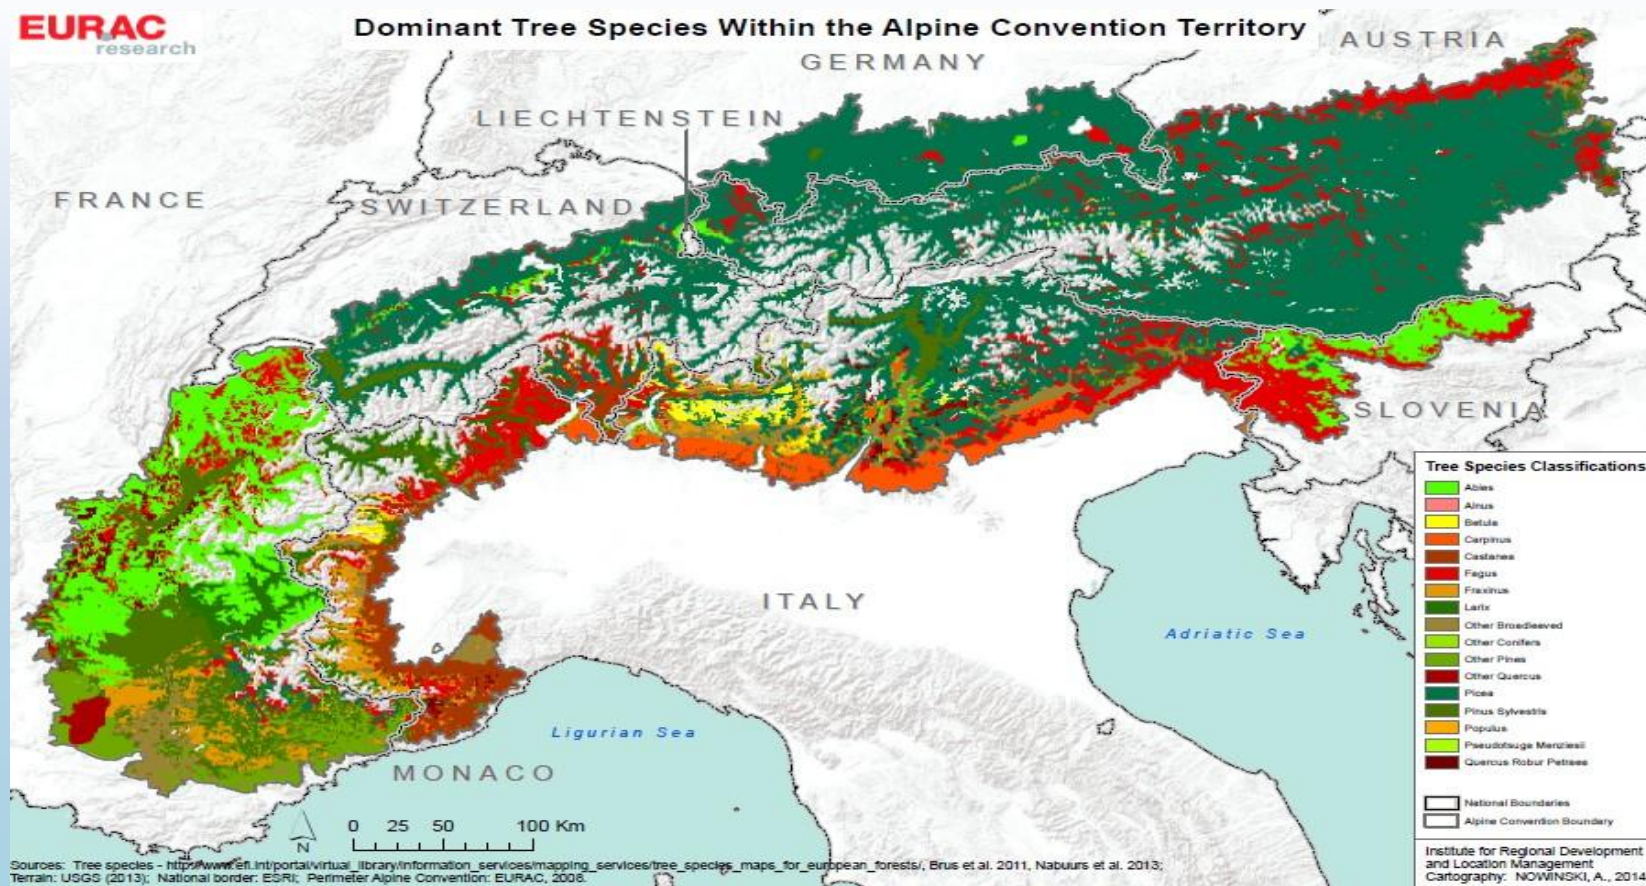 EURAC
research
Dominant Tree Species Within the Alpine Convention Territory
AUSTRIA
GERMANY
LIECHTENSTEIN
FRANCE
SWITZERLAND
SLOVENIA
ITALY
Adriatic Sea
Ligurian Sea
MONACO
Tree Species Classifications
Abies
Alnus
Betula
Carpinus
Castanea
Fagus
Fraxinus
Larix
Other Broadleaved
Other Conifers
Other Pines
Other Quercus
Picea
Pinus Sylvestris
Populus
Pseudotsuga Menziesii
Quercus Robur Petraea
National Boundaries
Alpine Convention Boundary
N
0 25 50 100 Km
Sources: Tree species - http://www.efi.int/portal/virtual_library/information_services/mapping_services/tree_species_maps_for_european_forests/, Brus et al. 2011, Nabuurs et al. 2013;
Terrain: USGS (2013); National border: ESRI; Perimeter Alpine Convention: EURAC, 2008.
Institute for Regional Development
and Location Management
Cartography: NOWINSKI, A., 2014